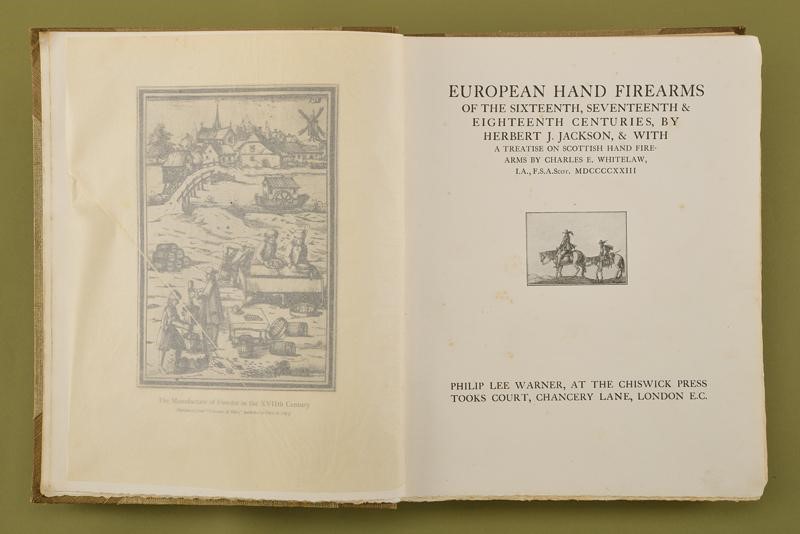 The Manufacture of Powder in the XVIIth Century
EUROPEAN HAND FIREARMS
OF THE SIXTEENTH, SEVENTEENTH &
EIGHTEENTH CENTURIES, BY
HERBERT J. JACKSON, & WITH
A TREATISE ON SCOTTISH HAND FIRE-
ARMS BY CHARLES E. WHITELAW,
I.A., F.S.A.Scot. MDCCCCXXIII
PHILIP LEE WARNER, AT THE CHISWICK PRESS
TOOKS COURT, CHANCERY LANE, LONDON E.C.